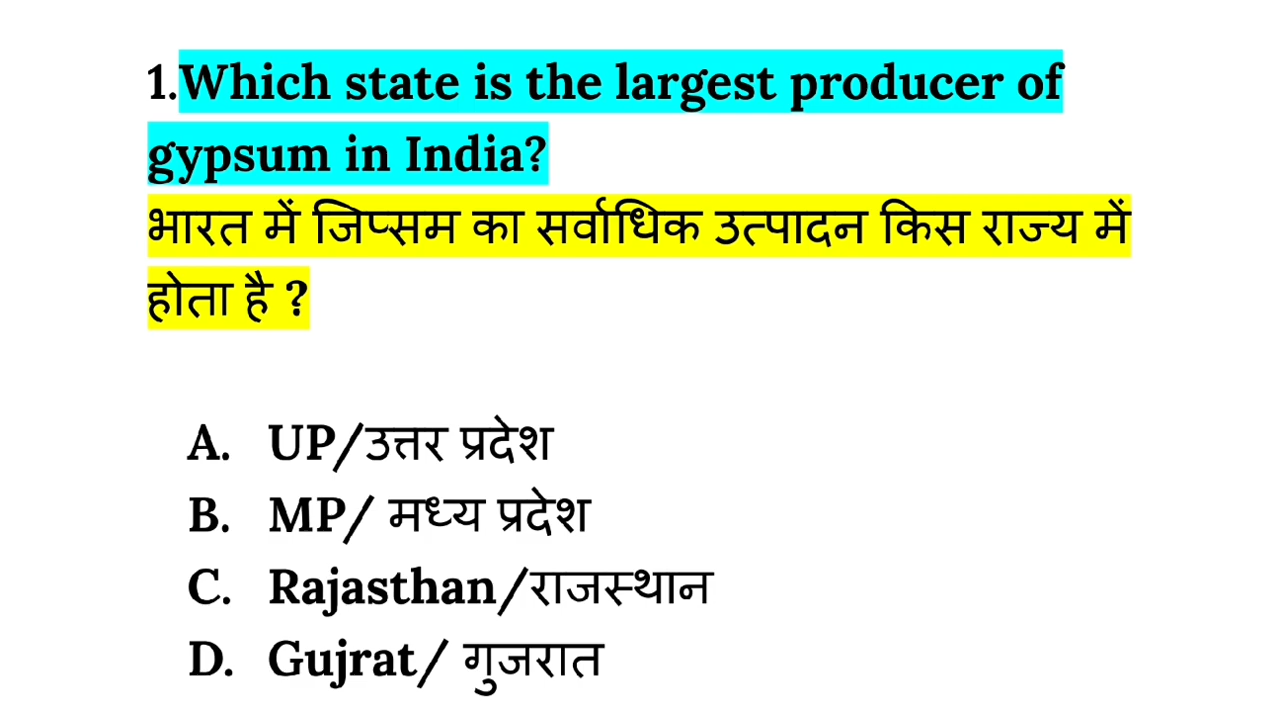 1.Which state is the largest producer of
gypsum in India?
भारत में जिप्सम का सर्वाधिक उत्पादन किस राज्य में
होता है ?
A. UP/उत्तर प्रदेश
B. MP/ मध्य प्रदेश
C. Rajasthan/राजस्थान
D. Gujrat/ गुजरात